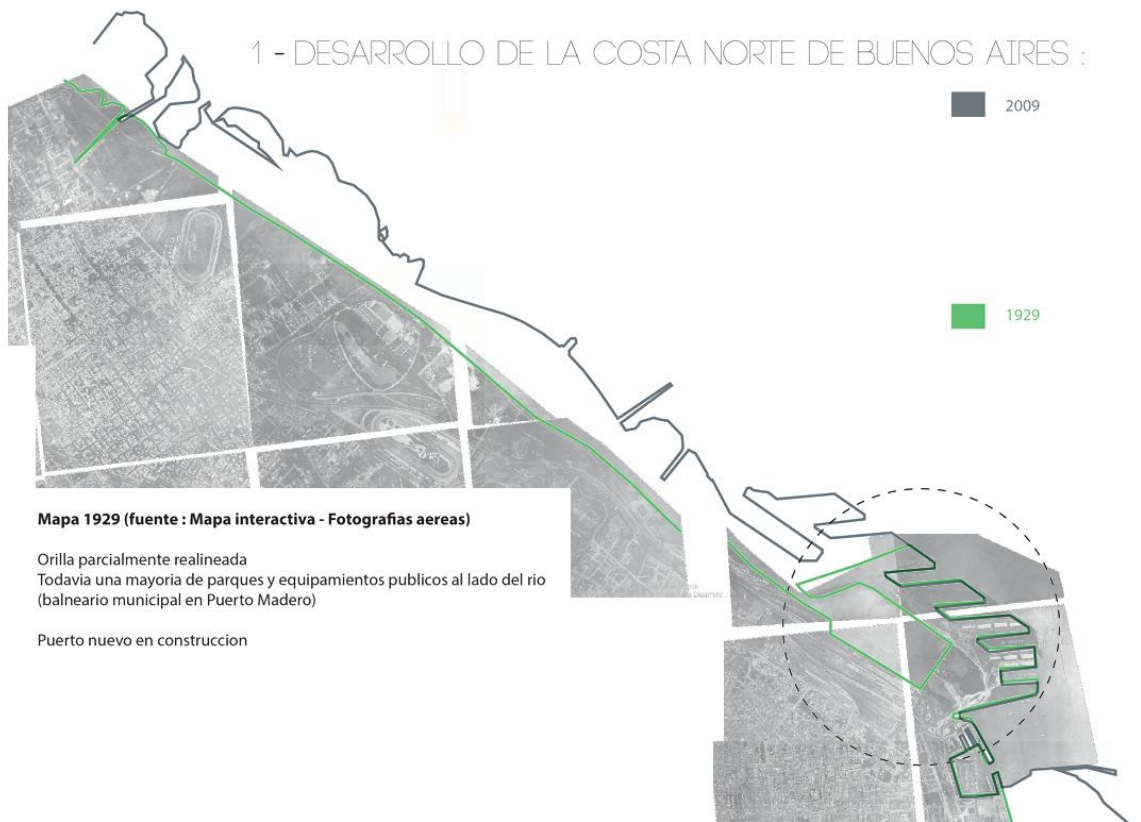 1 - DESARROLLO DE LA COSTA NORTE DE BUENOS AIRES :
2009
1929
Mapa 1929 (fuente : Mapa interactiva - Fotografias aereas)
Orilla parcialmente realineada
Todavia una mayoria de parques y equipamientos publicos al lado del rio
(balneario municipal en Puerto Madero)
Puerto nuevo en construccion